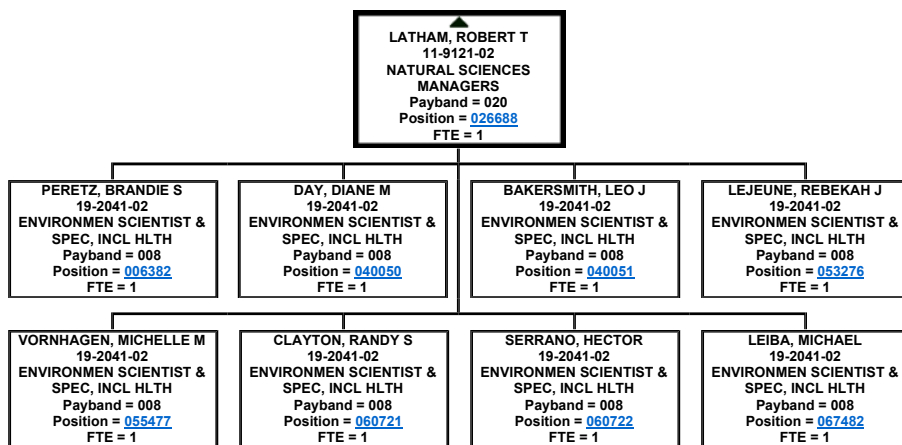 LATHAM, ROBERT T
11-9121-02
NATURAL SCIENCES
MANAGERS
Payband = 020
Position = 026688
FTE = 1
PERETZ, BRANDIE S
19-2041-02
ENVIRONMEN SCIENTIST &
SPEC, INCL HLTH
Payband = 008
Position = 006382
FTE = 1
DAY, DIANE M
19-2041-02
ENVIRONMEN SCIENTIST &
SPEC, INCL HLTH
Payband = 008
Position = 040050
FTE = 1
BAKERSMITH, LEO J
19-2041-02
ENVIRONMEN SCIENTIST &
SPEC, INCL HLTH
Payband = 008
Position = 040051
FTE = 1
LEJEUNE, REBEKAH J
19-2041-02
ENVIRONMEN SCIENTIST &
SPEC, INCL HLTH
Payband = 008
Position = 053276
FTE = 1
VORNHAGEN, MICHELLE M
19-2041-02
ENVIRONMEN SCIENTIST &
SPEC, INCL HLTH
Payband = 008
Position = 055477
FTE = 1
CLAYTON, RANDY S
19-2041-02
ENVIRONMEN SCIENTIST &
SPEC, INCL HLTH
Payband = 008
Position = 060721
FTE = 1
SERRANO, HECTOR
19-2041-02
ENVIRONMEN SCIENTIST &
SPEC, INCL HLTH
Payband = 008
Position = 060722
FTE = 1
LEIBA, MICHAEL
19-2041-02
ENVIRONMEN SCIENTIST &
SPEC, INCL HLTH
Payband = 008
Position = 067482
FTE = 1